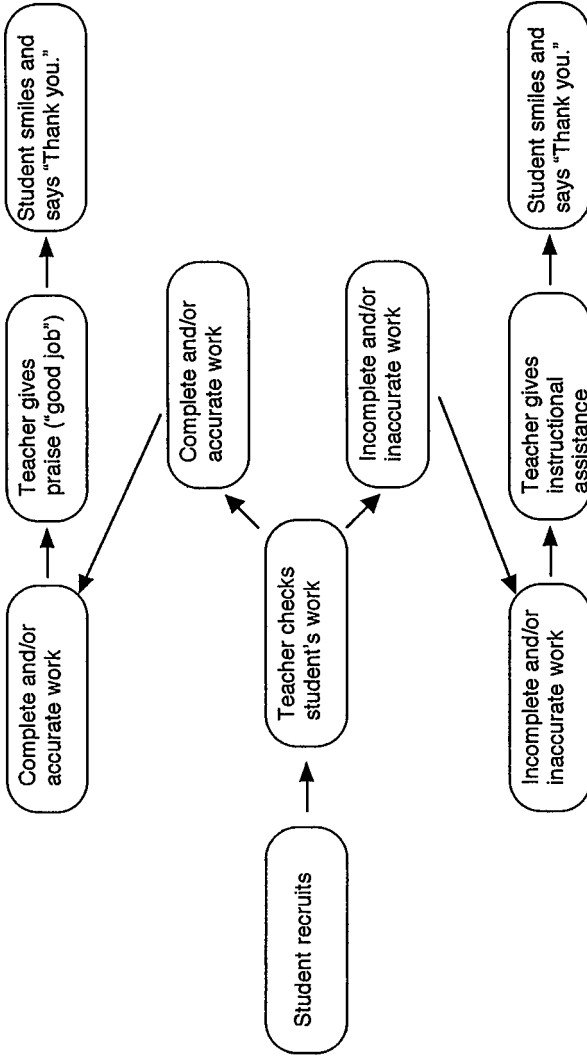 Student recruits
Teacher checks
student's work
Complete and/or
accurate work
Incomplete and/or
inaccurate work
Complete and/or
accurate work
Teacher gives
praise ("good job")
Student smiles and
says "Thank you."
Incomplete and/or
inaccurate work
Teacher gives
instructional
assistance
Student smiles and
says "Thank you."